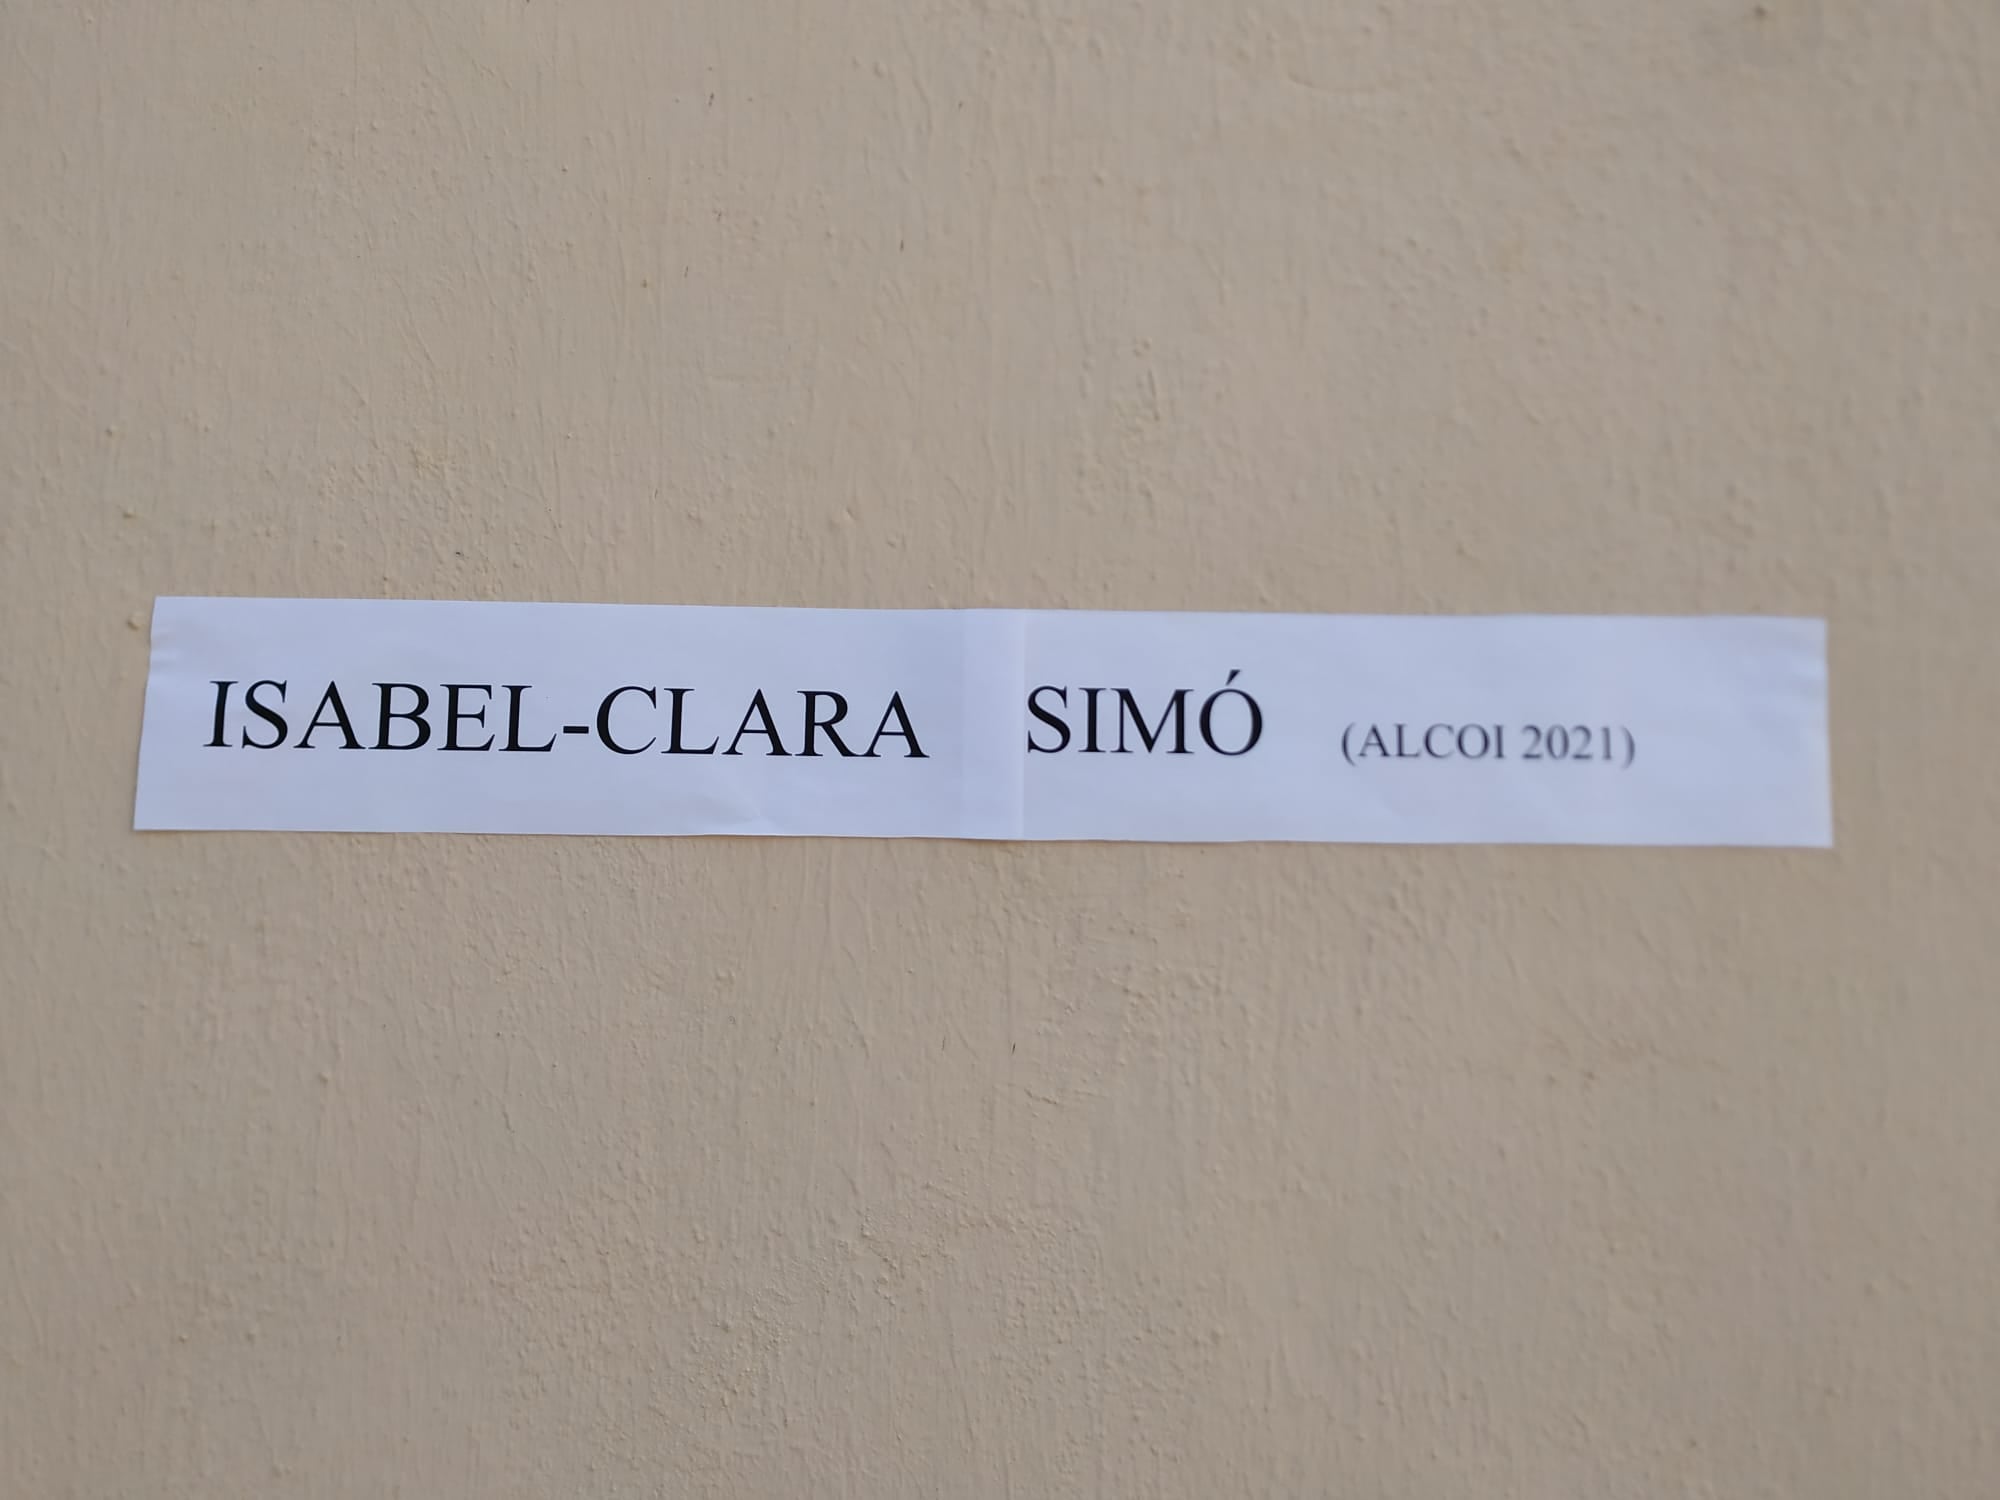 ISABEL-CLARA SIMÓ (ALCOI 2021)